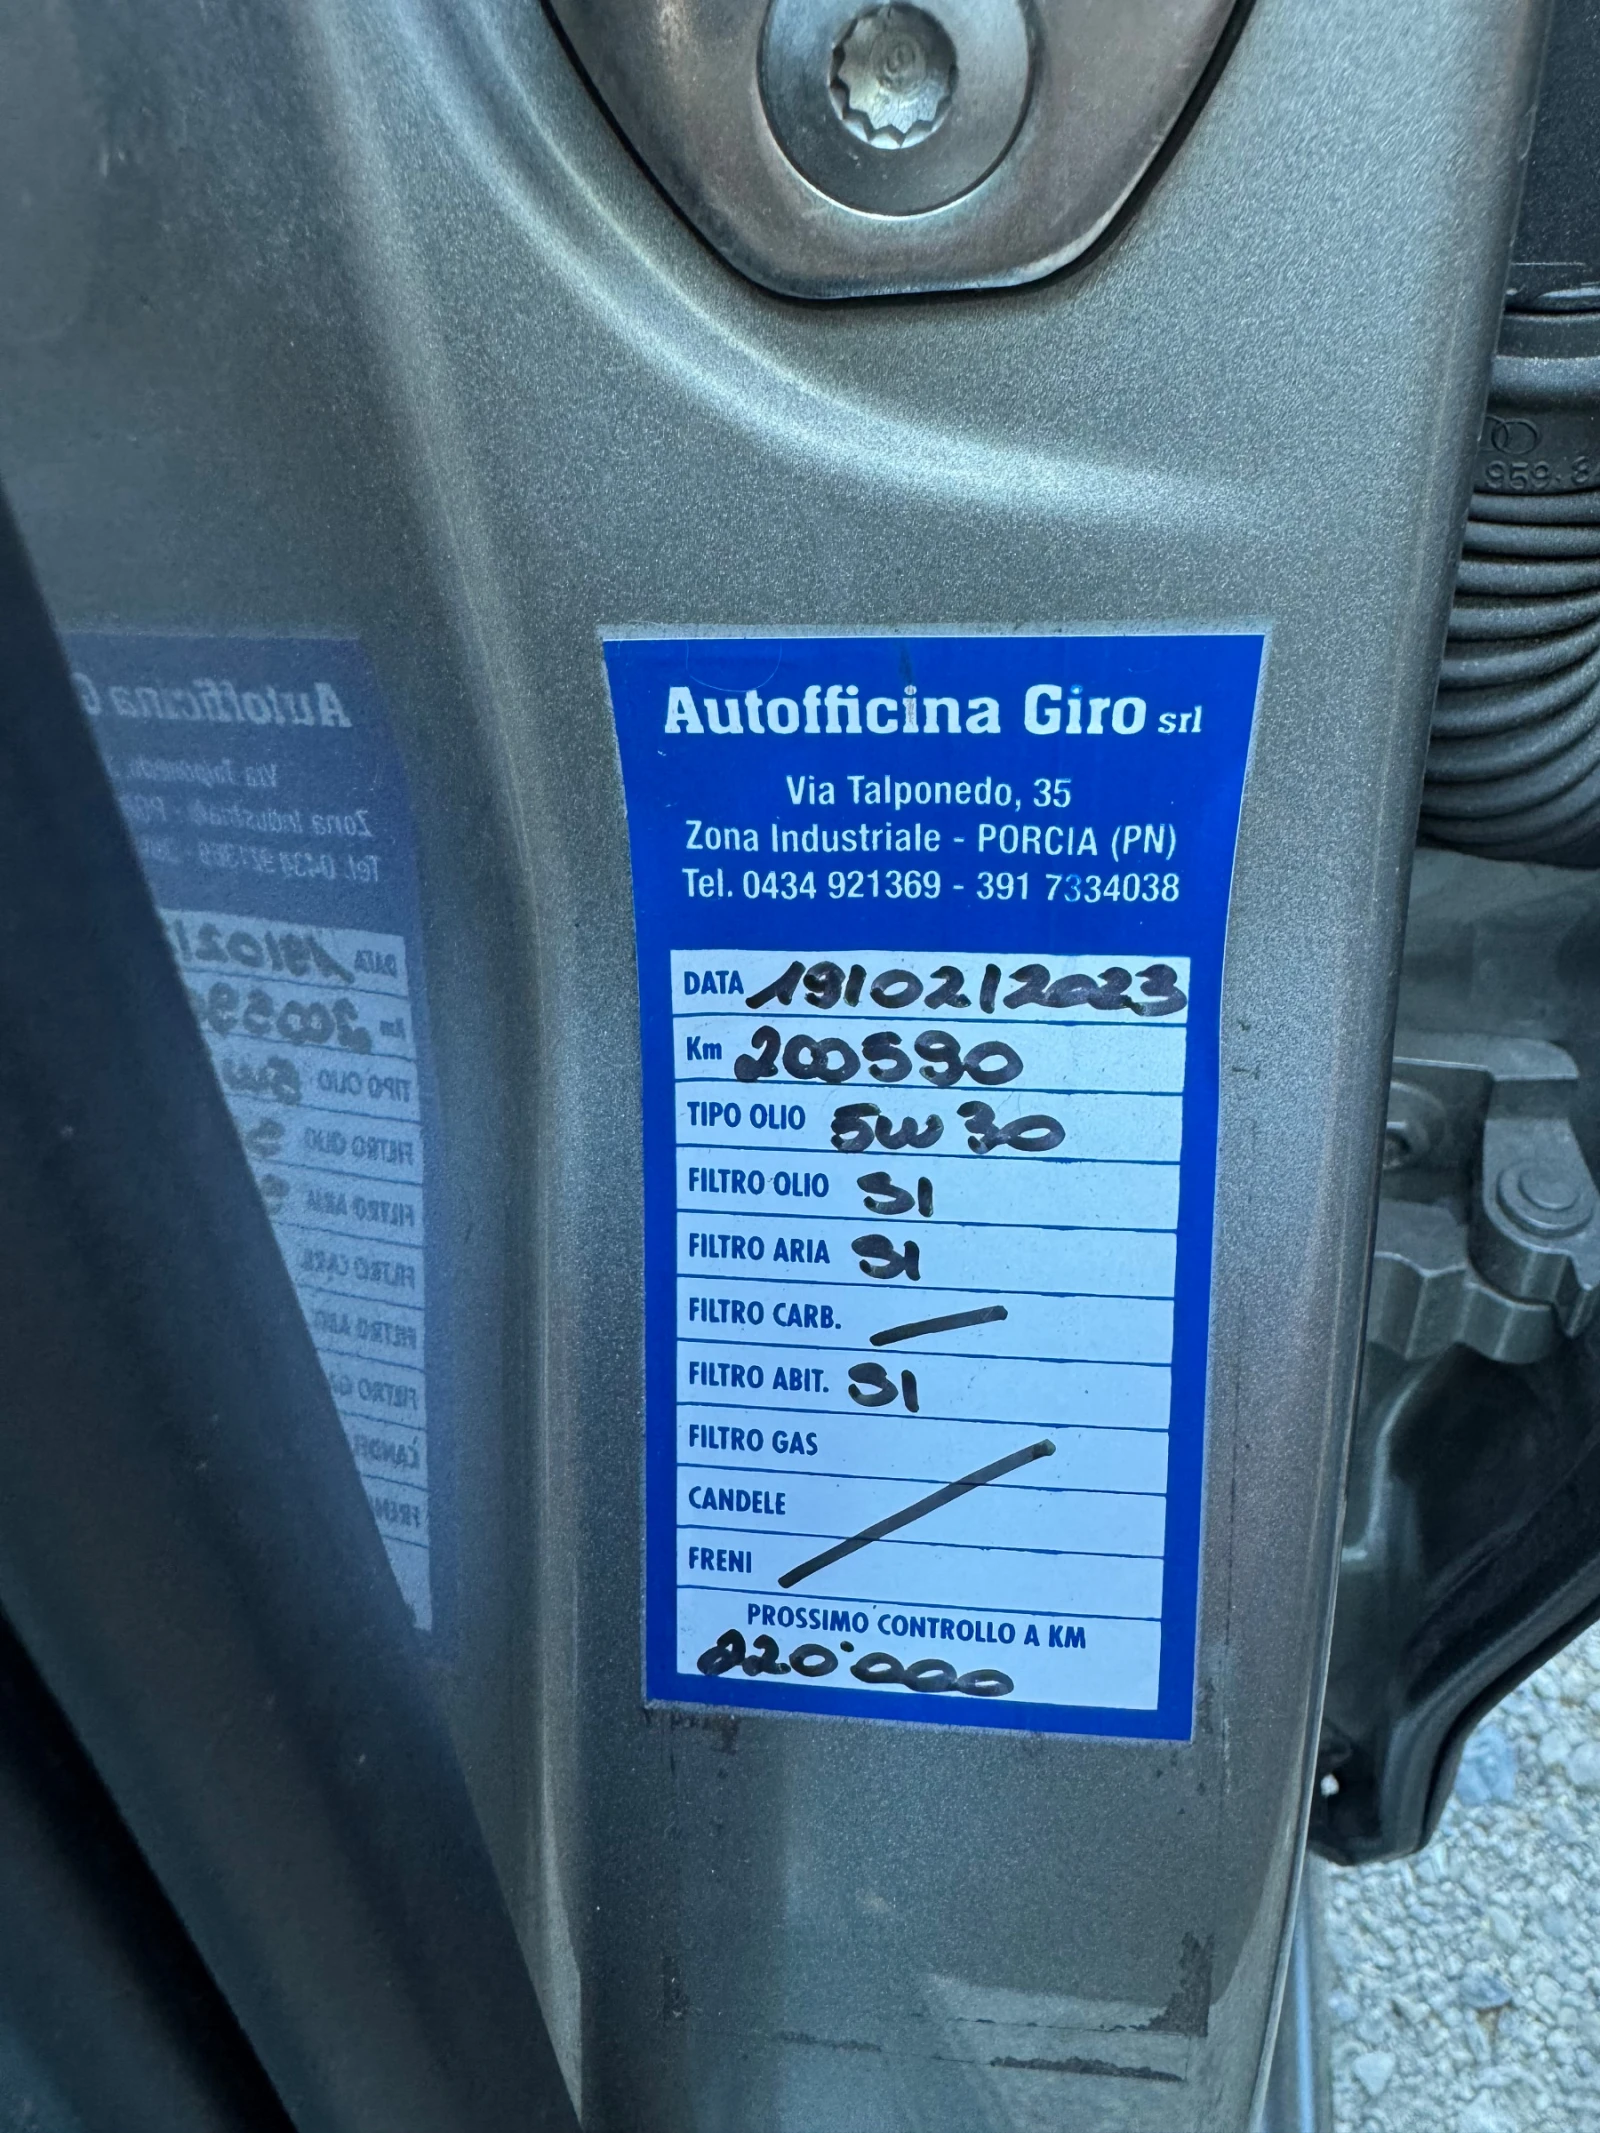 Autofficina Giro srl
Via Talponedo, 35
Zona Industriale - PORCIA (PN)
Tel. 0434 921369 - 391 7334038
DATA 19/02/2023
Km 200590
TIPO OLIO 5W30
FILTRO OLIO SI
FILTRO ARIA SI
FILTRO CARB. —
FILTRO ABIT. SI
FILTRO GAS
CANDELE
FRENI
PROSSIMO CONTROLLO A KM
220'000